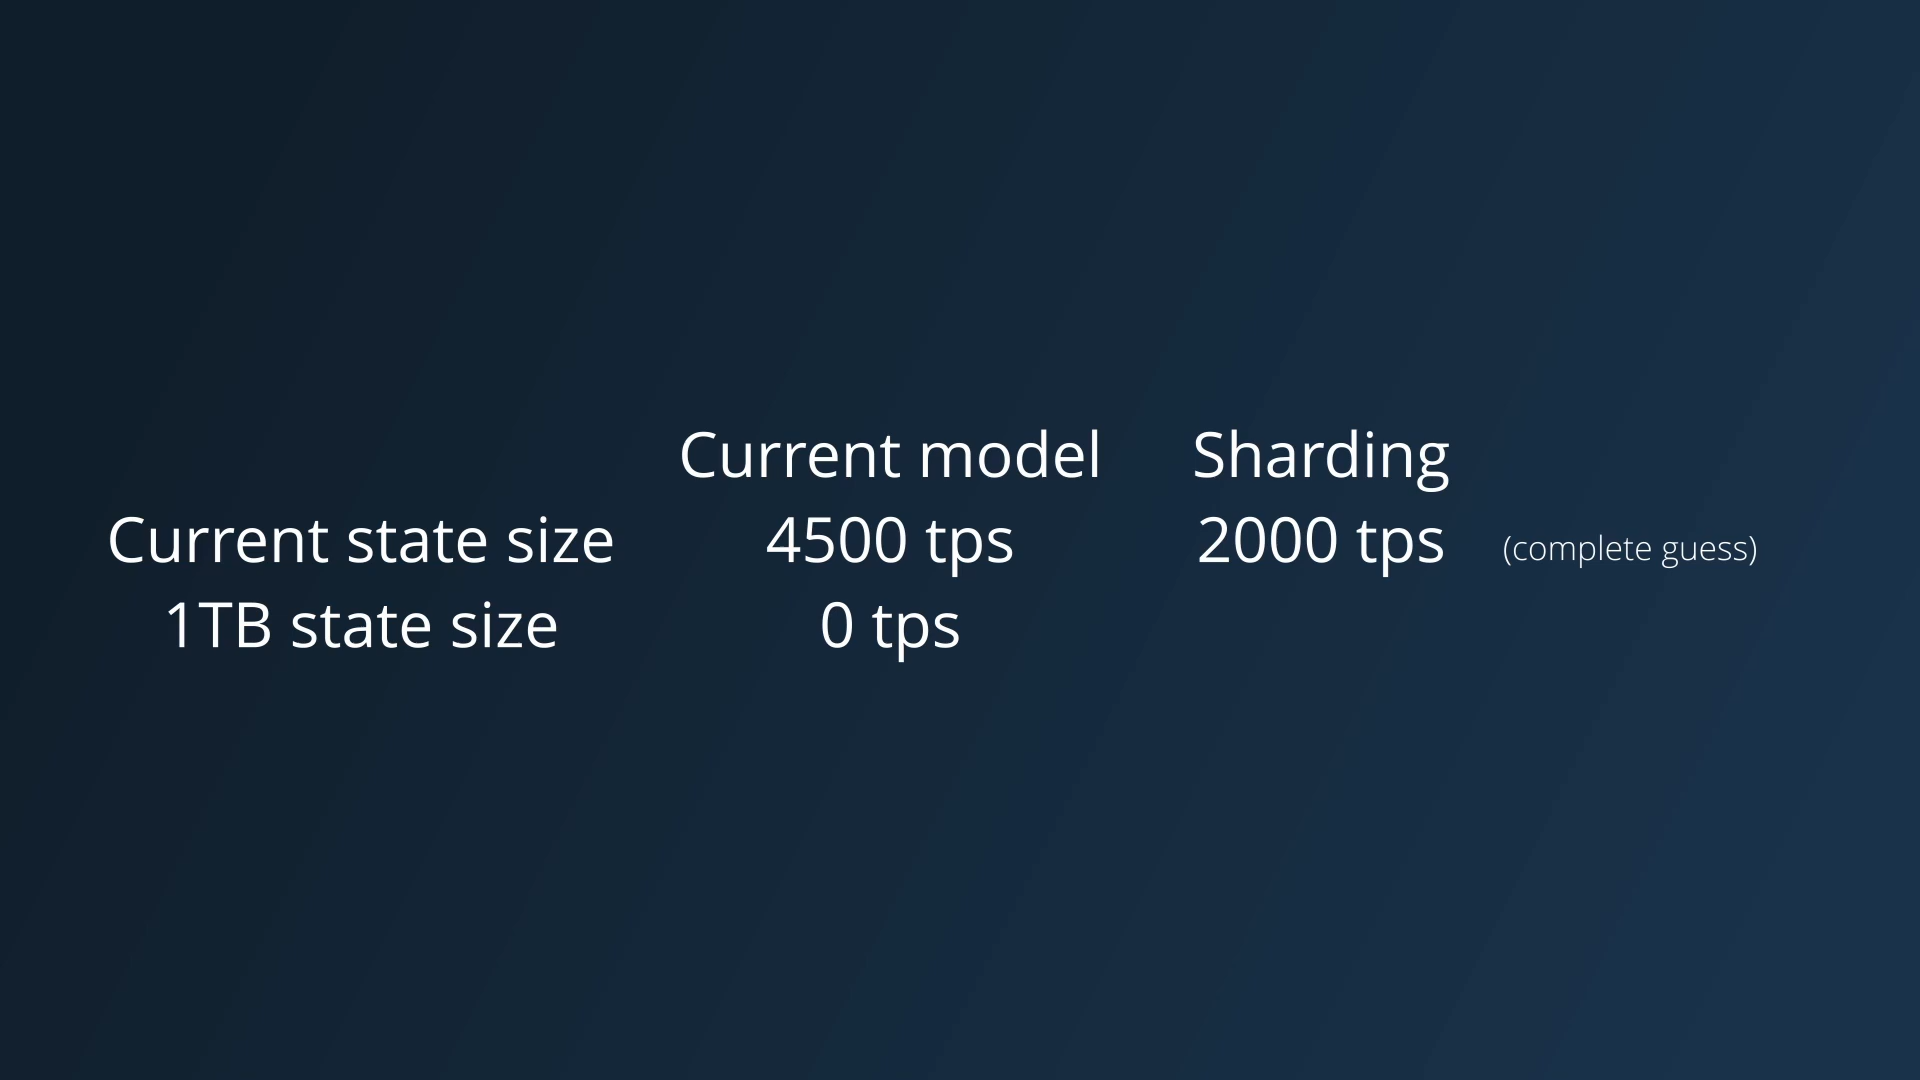 Current model Sharding
Current state size 4500 tps 2000 tps (complete guess)
1TB state size 0 tps